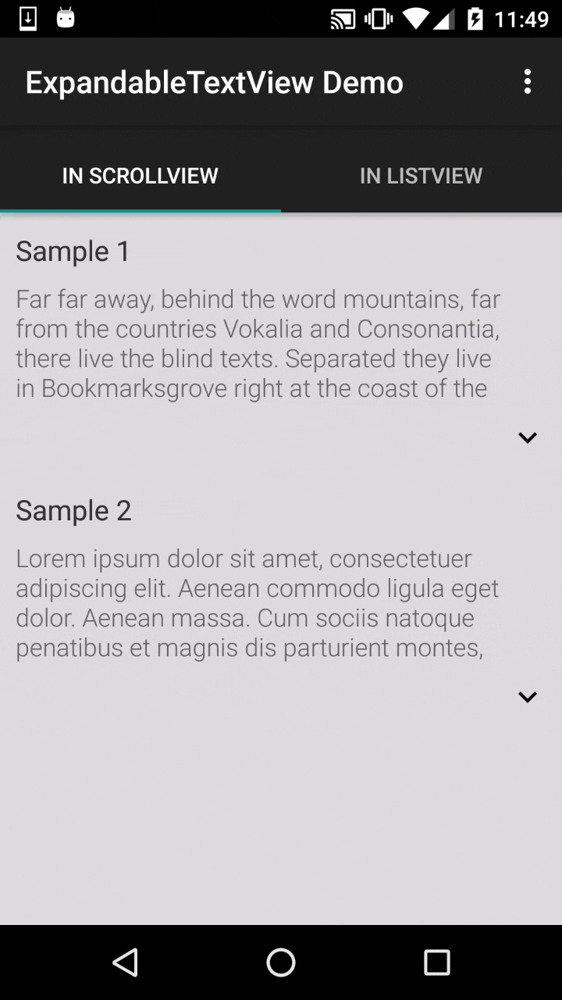 11:49
ExpandableTextView Demo
IN SCROLLVIEW
IN LISTVIEW
Sample 1
Far far away, behind the word mountains, far
from the countries Vokalia and Consonantia,
there live the blind texts. Separated they live
in Bookmarksgrove right at the coast of the
Sample 2
Lorem ipsum dolor sit amet, consectetuer
adipiscing elit. Aenean commodo ligula eget
dolor. Aenean massa. Cum sociis natoque
penatibus et magnis dis parturient montes,